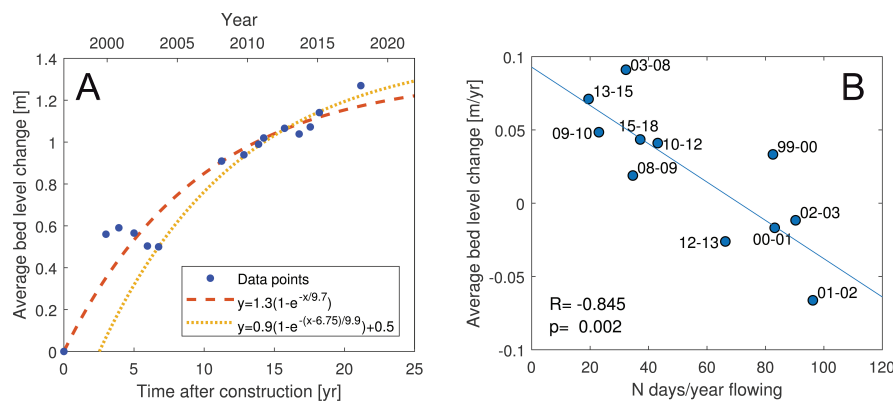 Year
2000 2005 2010 2015 2020
A
Average bed level change [m]
1.4
1.2
1
0.8
0.6
0.4
0.2
0
Data points
y=1.3(1-e^-x/9.7)
y=0.9(1-e^-(x-6.75)/9.9)+0.5
0 5 10 15 20 25
Time after construction [yr]
B
Average bed level change [m/yr]
0.1
0.05
0
-0.05
-0.1
03-08
13-15
09-10
15-18
10-12
08-09
99-00
02-03
00-01
12-13
01-02
R= -0.845
p= 0.002
0 20 40 60 80 100 120
N days/year flowing